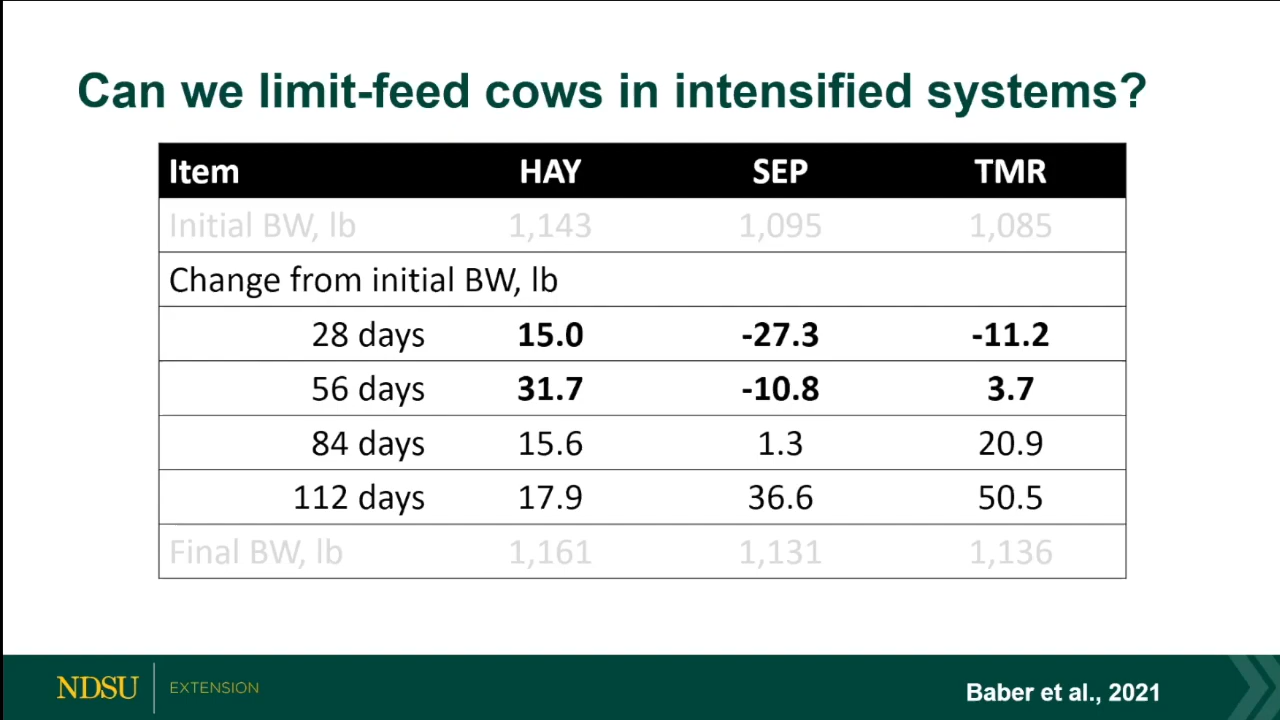 Can we limit-feed cows in intensified systems?
Item HAY SEP TMR
Initial BW, lb 1,143 1,095 1,085
Change from initial BW, lb
28 days 15.0 -27.3 -11.2
56 days 31.7 -10.8 3.7
84 days 15.6 1.3 20.9
112 days 17.9 36.6 50.5
Final BW, lb 1,161 1,131 1,136
NDSU EXTENSION
Baber et al., 2021